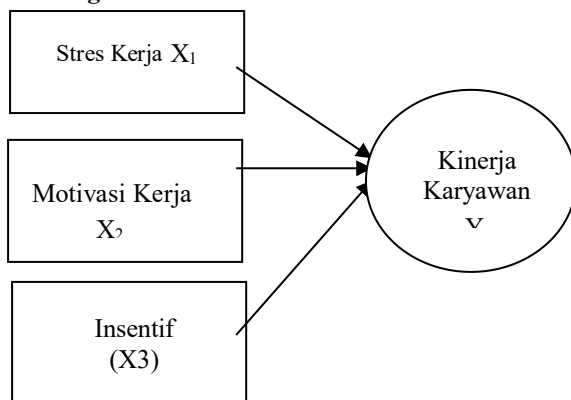 Stres Kerja X1
Motivasi Kerja
X2
Insentif
(X3)
Kinerja
Karyawan
Y